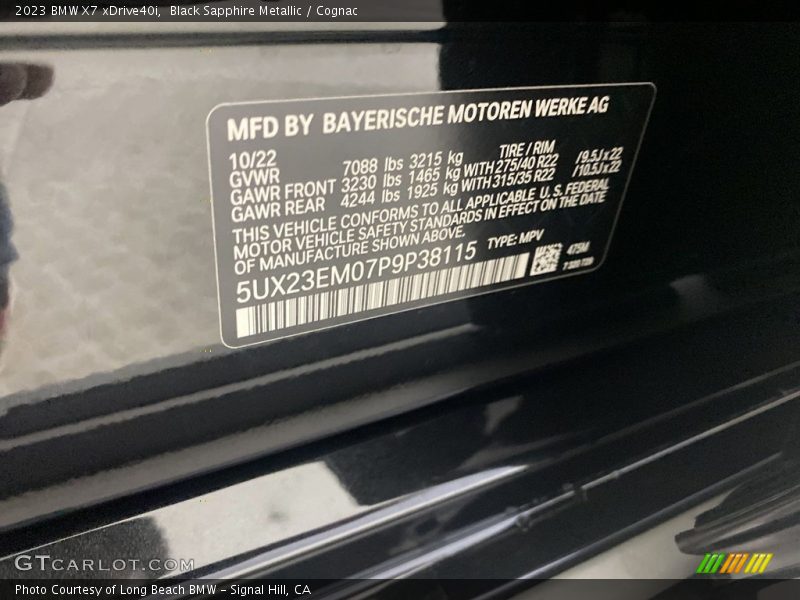 2023 BMW X7 xDrive40i, Black Sapphire Metallic / Cognac
MFD BY BAYERISCHE MOTOREN WERKE AG
10/22 TIRE / RIM
GVWR 7088 lbs 3215 kg
GAWR FRONT 3230 lbs 1465 kg WITH 275/40 R22 /9.5Jx22
GAWR REAR 4244 lbs 1925 kg WITH 315/35 R22 /10.5Jx22
THIS VEHICLE CONFORMS TO ALL APPLICABLE U.S. FEDERAL
MOTOR VEHICLE SAFETY STANDARDS IN EFFECT ON THE DATE
OF MANUFACTURE SHOWN ABOVE.
5UX23EM07P9P38115 TYPE: MPV
475M
GTCARLOT.COM
Photo Courtesy of Long Beach BMW - Signal Hill, CA